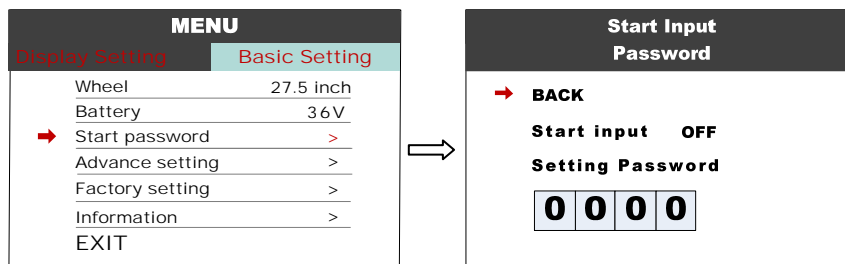 MENU
Display Setting Basic Setting
Wheel 27.5 inch
Battery 36V
Start password >
Advance setting >
Factory setting >
Information >
EXIT
Start Input
Password
BACK
Start input OFF
Setting Password
0 0 0 0